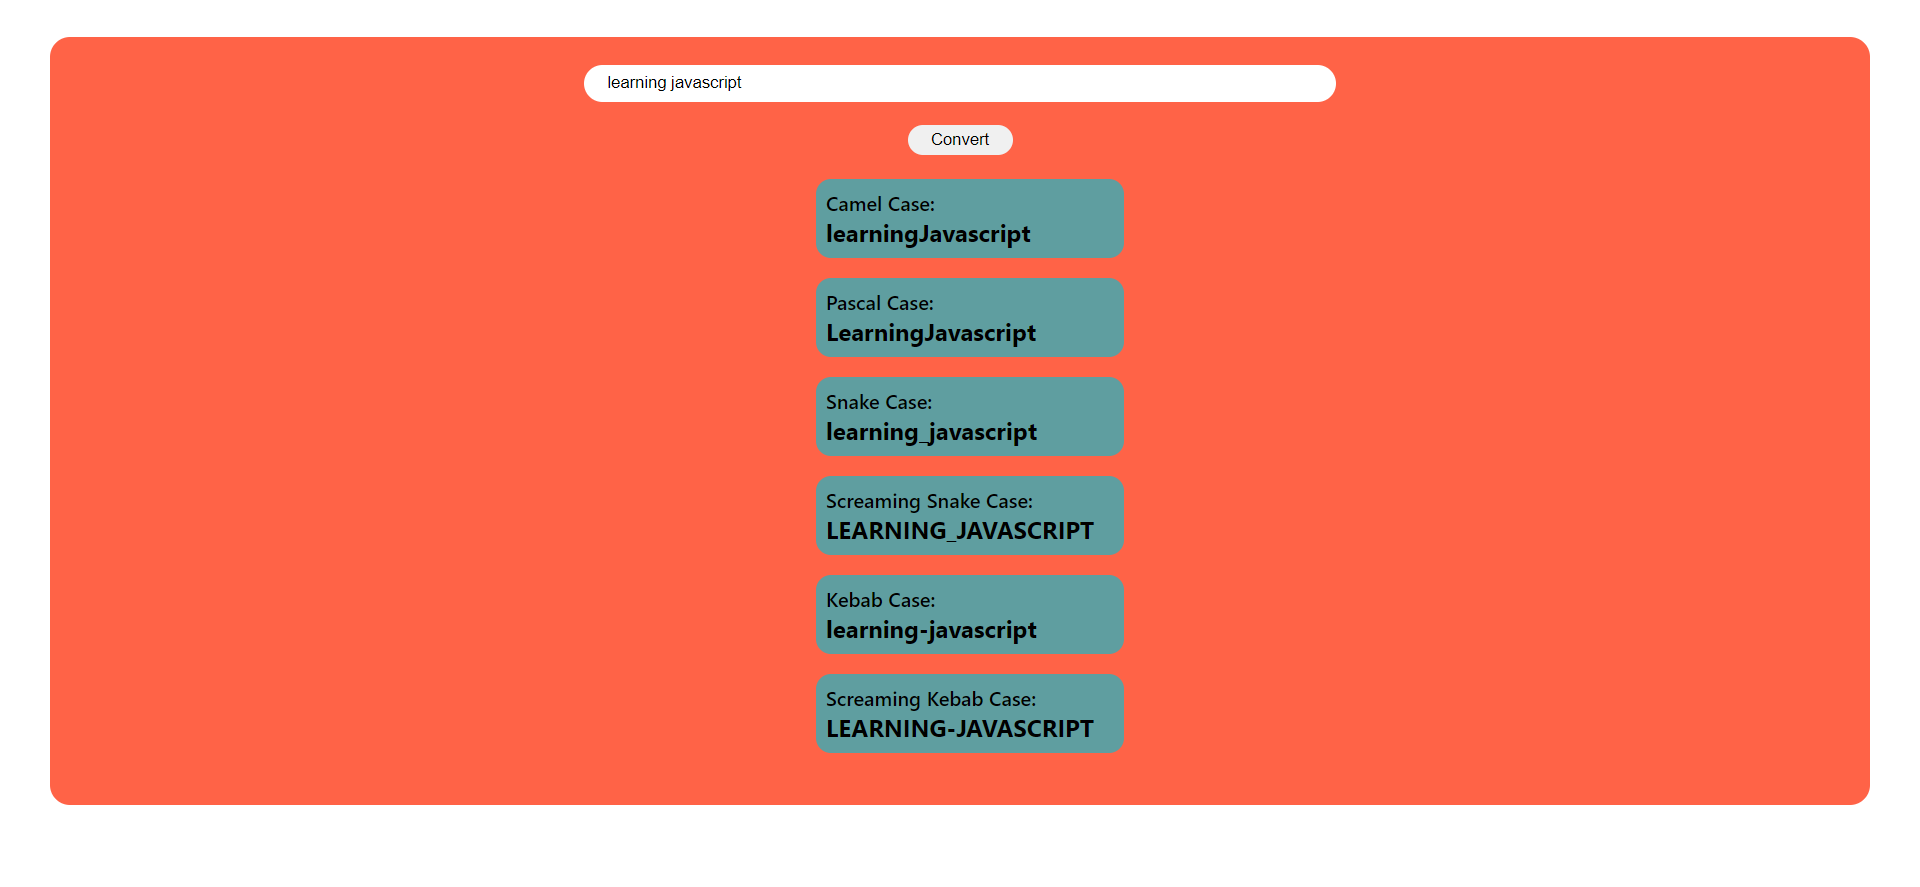 learning javascript
Convert
Camel Case:
learningJavascript
Pascal Case:
LearningJavascript
Snake Case:
learning_javascript
Screaming Snake Case:
LEARNING_JAVASCRIPT
Kebab Case:
learning-javascript
Screaming Kebab Case:
LEARNING-JAVASCRIPT